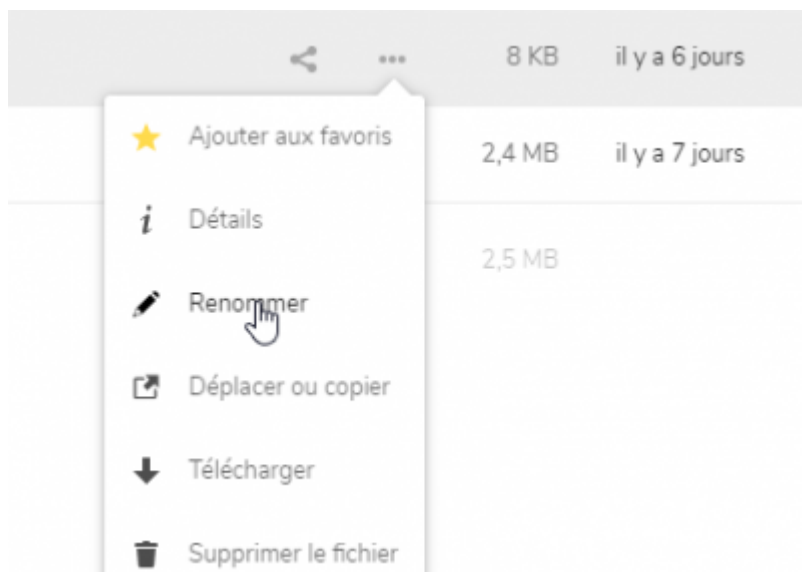 8 KB il y a 6 jours
Ajouter aux favoris
2,4 MB il y a 7 jours
Détails
2,5 MB
Renommer
Déplacer ou copier
Télécharger
Supprimer le fichier